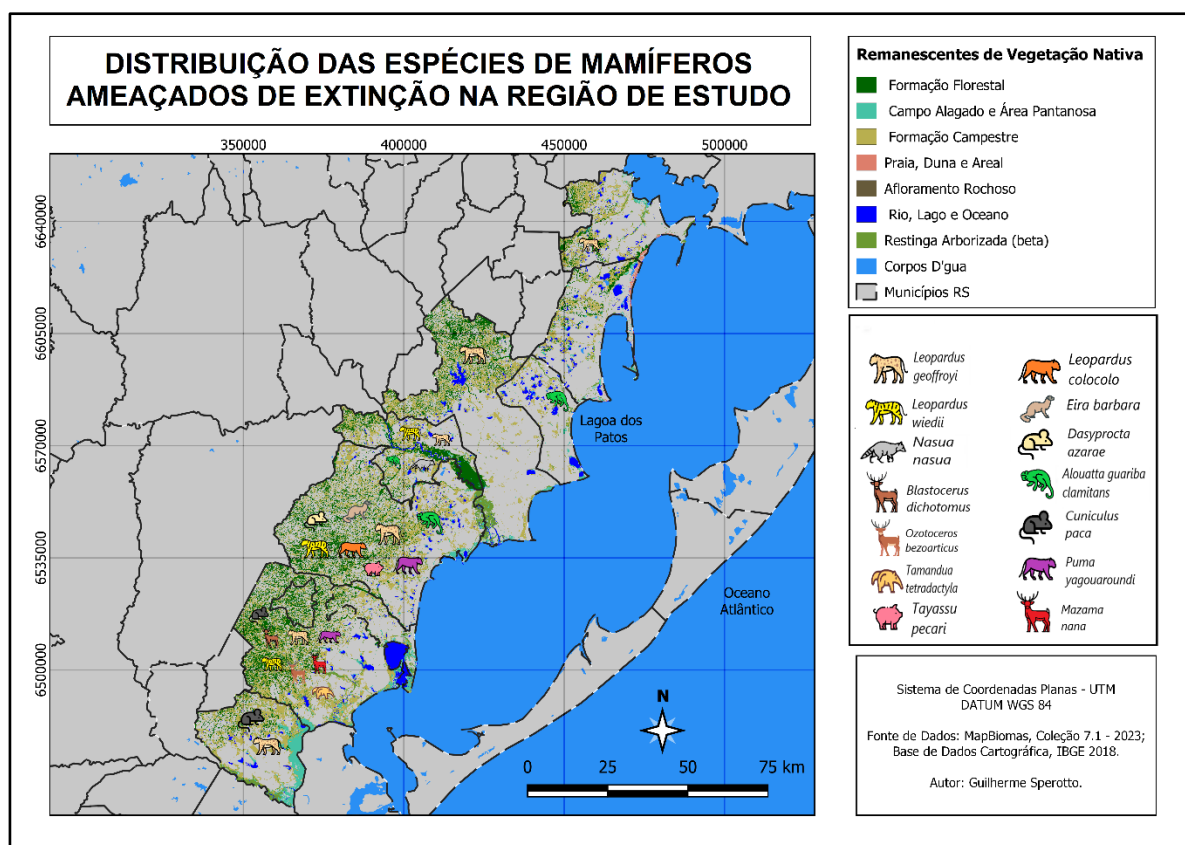 DISTRIBUIÇÃO DAS ESPÉCIES DE MAMÍFEROS
AMEAÇADOS DE EXTINÇÃO NA REGIÃO DE ESTUDO
350000 400000 450000 500000
6640000
6605000
6570000
6535000
6500000
Lagoa dos
Patos
Oceano
Atlântico
N
0 25 50 75 km
Remanescentes de Vegetação Nativa
Formação Florestal
Campo Alagado e Área Pantanosa
Formação Campestre
Praia, Duna e Areal
Afloramento Rochoso
Rio, Lago e Oceano
Restinga Arborizada (beta)
Corpos D'gua
Municípios RS
Leopardus
geoffroyi
Leopardus
wiedii
Nasua
nasua
Blastocerus
dichotomus
Ozotoceros
bezoarticus
Tamandua
tetradactyla
Tayassu
pecari
Leopardus
colocolo
Eira barbara
Dasyprocta
azarae
Alouatta guariba
clamitans
Cuniculus
paca
Puma
yagouaroundi
Mazama
nana
Sistema de Coordenadas Planas - UTM
DATUM WGS 84
Fonte de Dados: MapBiomas, Coleção 7.1 - 2023;
Base de Dados Cartográfica, IBGE 2018.
Autor: Guilherme Sperotto.